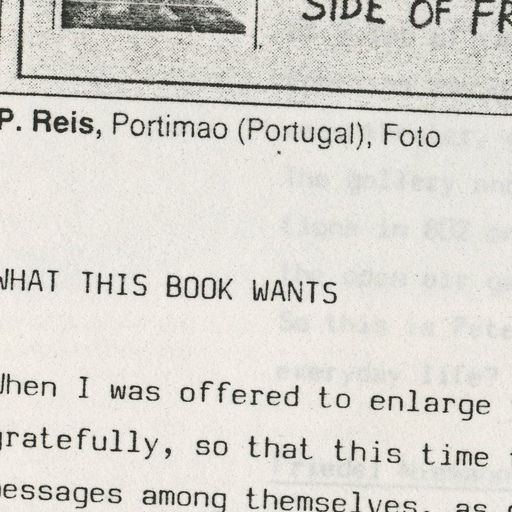 SIDE OF FR
P. Reis, Portimao (Portugal), Foto
WHAT THIS BOOK WANTS
When I was offered to enlarge
gratefully, so that this time
essages among themselves, as